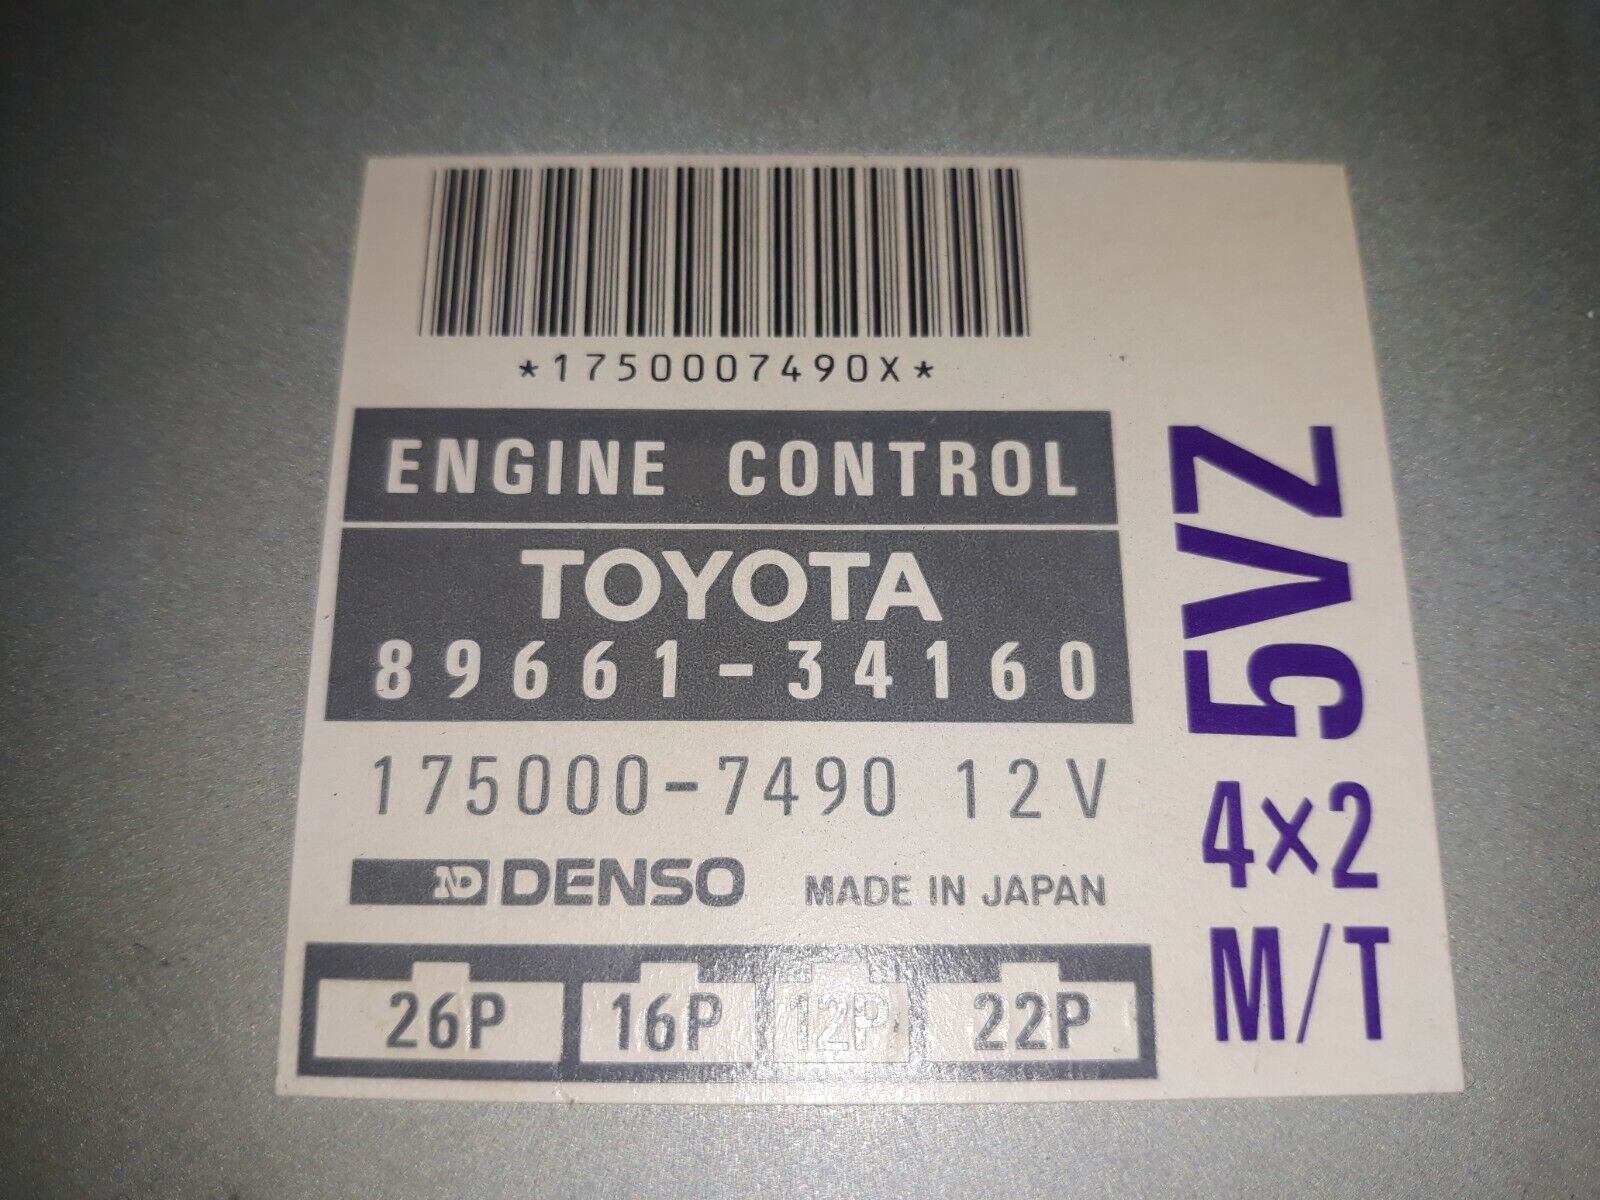 *1750007490X*
ENGINE CONTROL
TOYOTA
89661-34160
175000-7490 12V
ND DENSO MADE IN JAPAN
26P 16P 12P 22P
5VZ
4×2
M/T